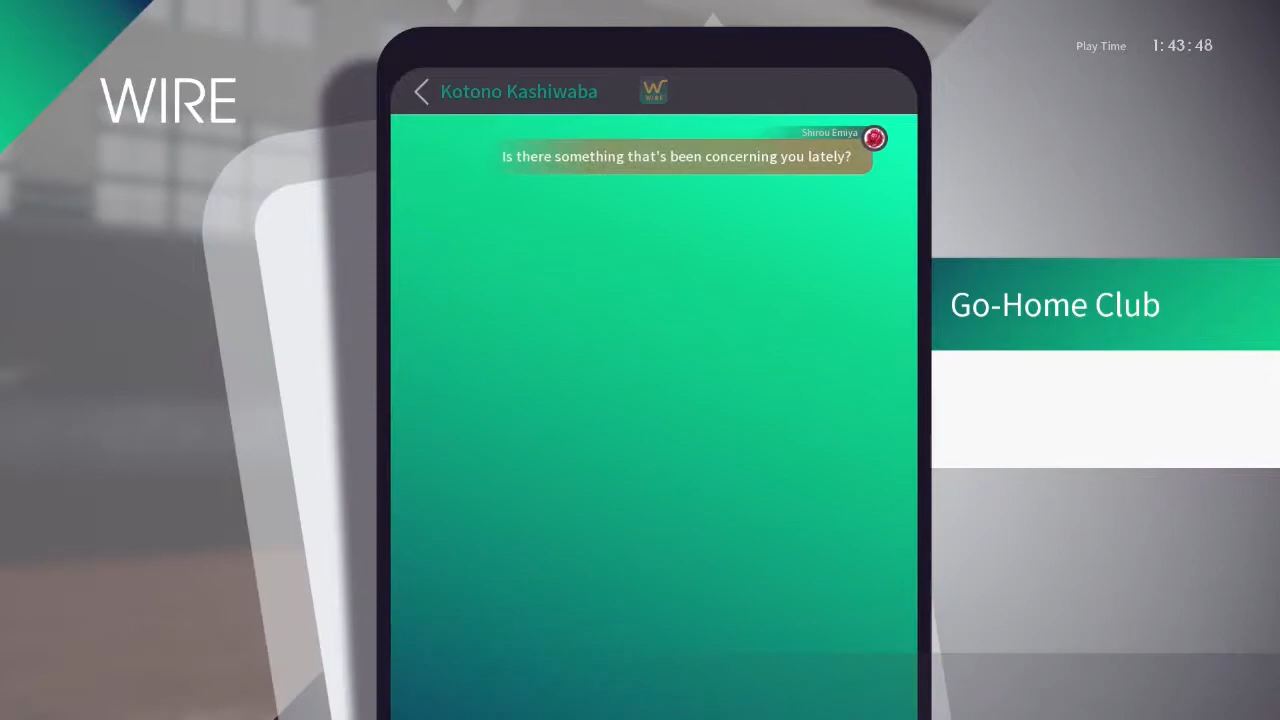 Play Time 1:43:48
WIRE
Kotono Kashiwaba
W
WIRE
Shirou Emiya
Is there something that's been concerning you lately?
Go-Home Club